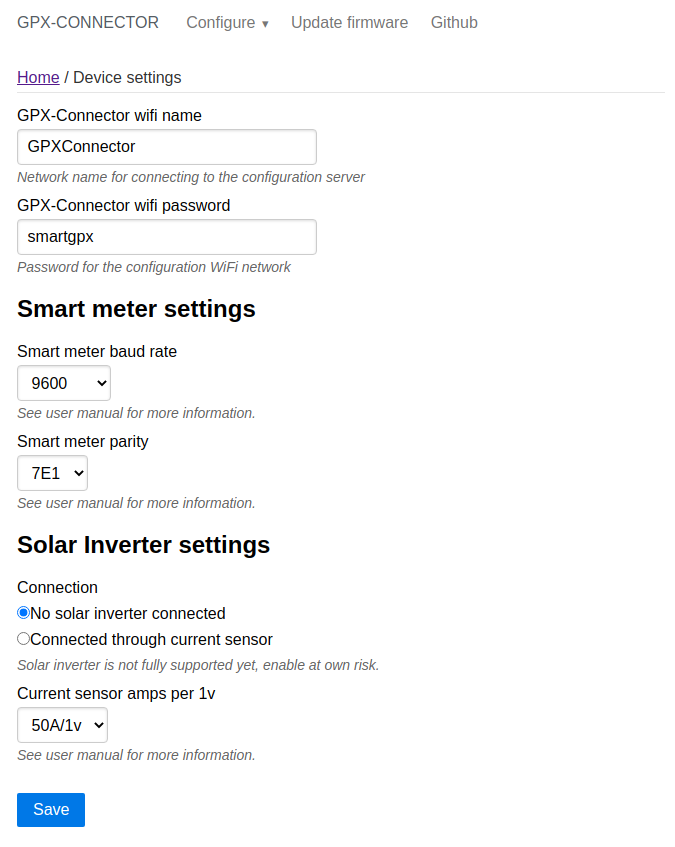 GPX-CONNECTOR Configure ▾ Update firmware Github
Home / Device settings
GPX-Connector wifi name
GPXConnector
Network name for connecting to the configuration server
GPX-Connector wifi password
smartgpx
Password for the configuration WiFi network
Smart meter settings
Smart meter baud rate
9600
See user manual for more information.
Smart meter parity
7E1
See user manual for more information.
Solar Inverter settings
Connection
No solar inverter connected
Connected through current sensor
Solar inverter is not fully supported yet, enable at own risk.
Current sensor amps per 1v
50A/1v
See user manual for more information.
Save